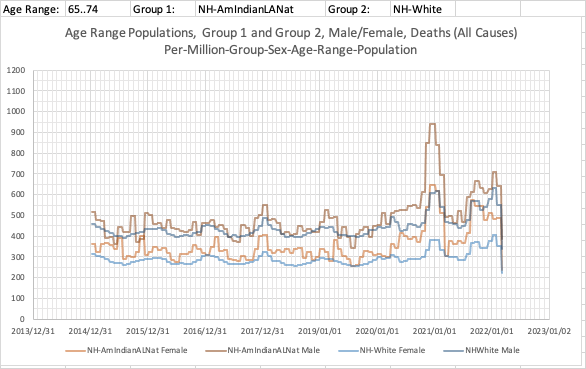 Age Range: 65..74 Group 1: NH-AmIndianLANat Group 2: NH-White
Age Range Populations, Group 1 and Group 2, Male/Female, Deaths (All Causes)
Per-Million-Group-Sex-Age-Range-Population
1200
1100
1000
900
800
700
600
500
400
300
200
100
0
2013/12/31 2014/12/31 2015/12/31 2016/12/31 2017/12/31 2019/01/01 2020/01/01 2021/01/01 2022/01/01 2023/01/02
NH-AmIndianALNat Female NH-AmIndianALNat Male NH-White Female NHWhite Male